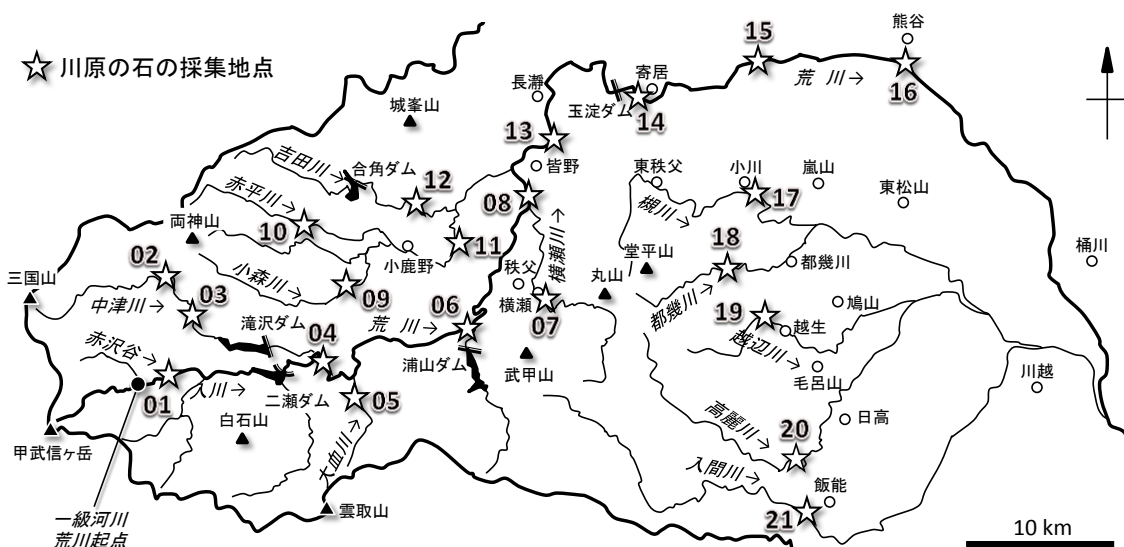 川原の石の採集地点
熊谷
15
寄居
荒 川→
16
長瀞
玉淀ダム
14
城峯山
13
皆野
吉田川→
合角ダム
12
東秩父
小川
嵐山
東松山
赤平川→
08
槻川→
17
両神山
10
横瀬川→
堂平山
18
桶川
02
小鹿野
11
秩父
丸山
都幾川
三国山
小森川→
09
横瀬
07
都幾川→
鳩山
中津川→
03
06
19
越生
滝沢ダム
荒 川→
越辺川→
赤沢谷→
04
浦山ダム
武甲山
毛呂山
川越
01
入川→
二瀬ダム
05
高麗川→
日高
白石山
20
甲武信ヶ岳
大血川→
入間川→
飯能
雲取山
21
一級河川
荒川起点
10 km